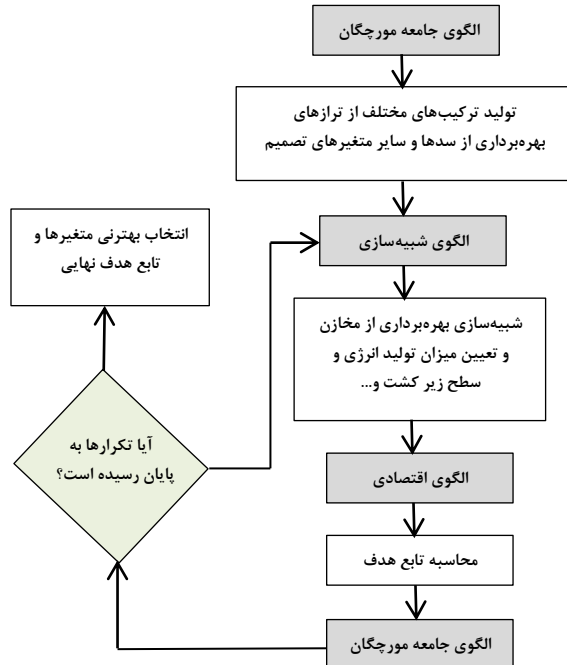 الگوی جامعه مورچگان
تولید ترکیب‌های مختلف از ترازهای
بهره‌برداری از سدها و سایر متغیرهای تصمیم
الگوی شبیه‌سازی
شبیه‌سازی بهره‌برداری از مخازن
و تعیین میزان تولید انرژی و
سطح زیر کشت و...
الگوی اقتصادی
محاسبه تابع هدف
الگوی جامعه مورچگان
آیا تکرارها به
پایان رسیده است؟
انتخاب بهترنی متغیرها و
تابع هدف نهایی